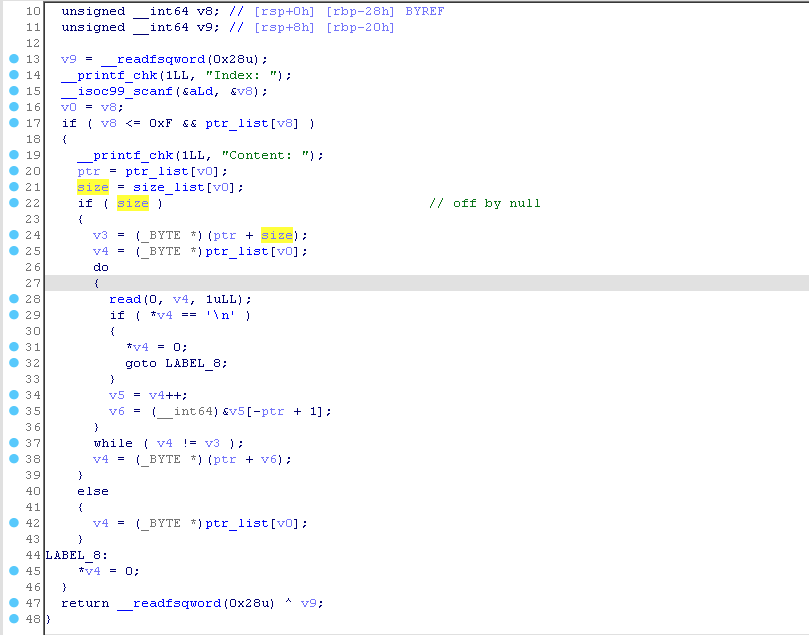 10 unsigned __int64 v8; // [rsp+0h] [rbp-28h] BYREF
11 unsigned __int64 v9; // [rsp+8h] [rbp-20h]
12
13 v9 = __readfsqword(0x28u);
14 __printf_chk(1LL, "Index: ");
15 __isoc99_scanf(&aLd, &v8);
16 v0 = v8;
17 if ( v8 <= 0xF && ptr_list[v8] )
18 {
19 __printf_chk(1LL, "Content: ");
20 ptr = ptr_list[v0];
21 size = size_list[v0];
22 if ( size ) // off by null
23 {
24 v3 = (_BYTE *)(ptr + size);
25 v4 = (_BYTE *)ptr_list[v0];
26 do
27 {
28 read(0, v4, 1uLL);
29 if ( *v4 == '\n' )
30 {
31 *v4 = 0;
32 goto LABEL_8;
33 }
34 v5 = v4++;
35 v6 = (__int64)&v5[-ptr + 1];
36 }
37 while ( v4 != v3 );
38 v4 = (_BYTE *)(ptr + v6);
39 }
40 else
41 {
42 v4 = (_BYTE *)ptr_list[v0];
43 }
44 LABEL_8:
45 *v4 = 0;
46 }
47 return __readfsqword(0x28u) ^ v9;
48 }